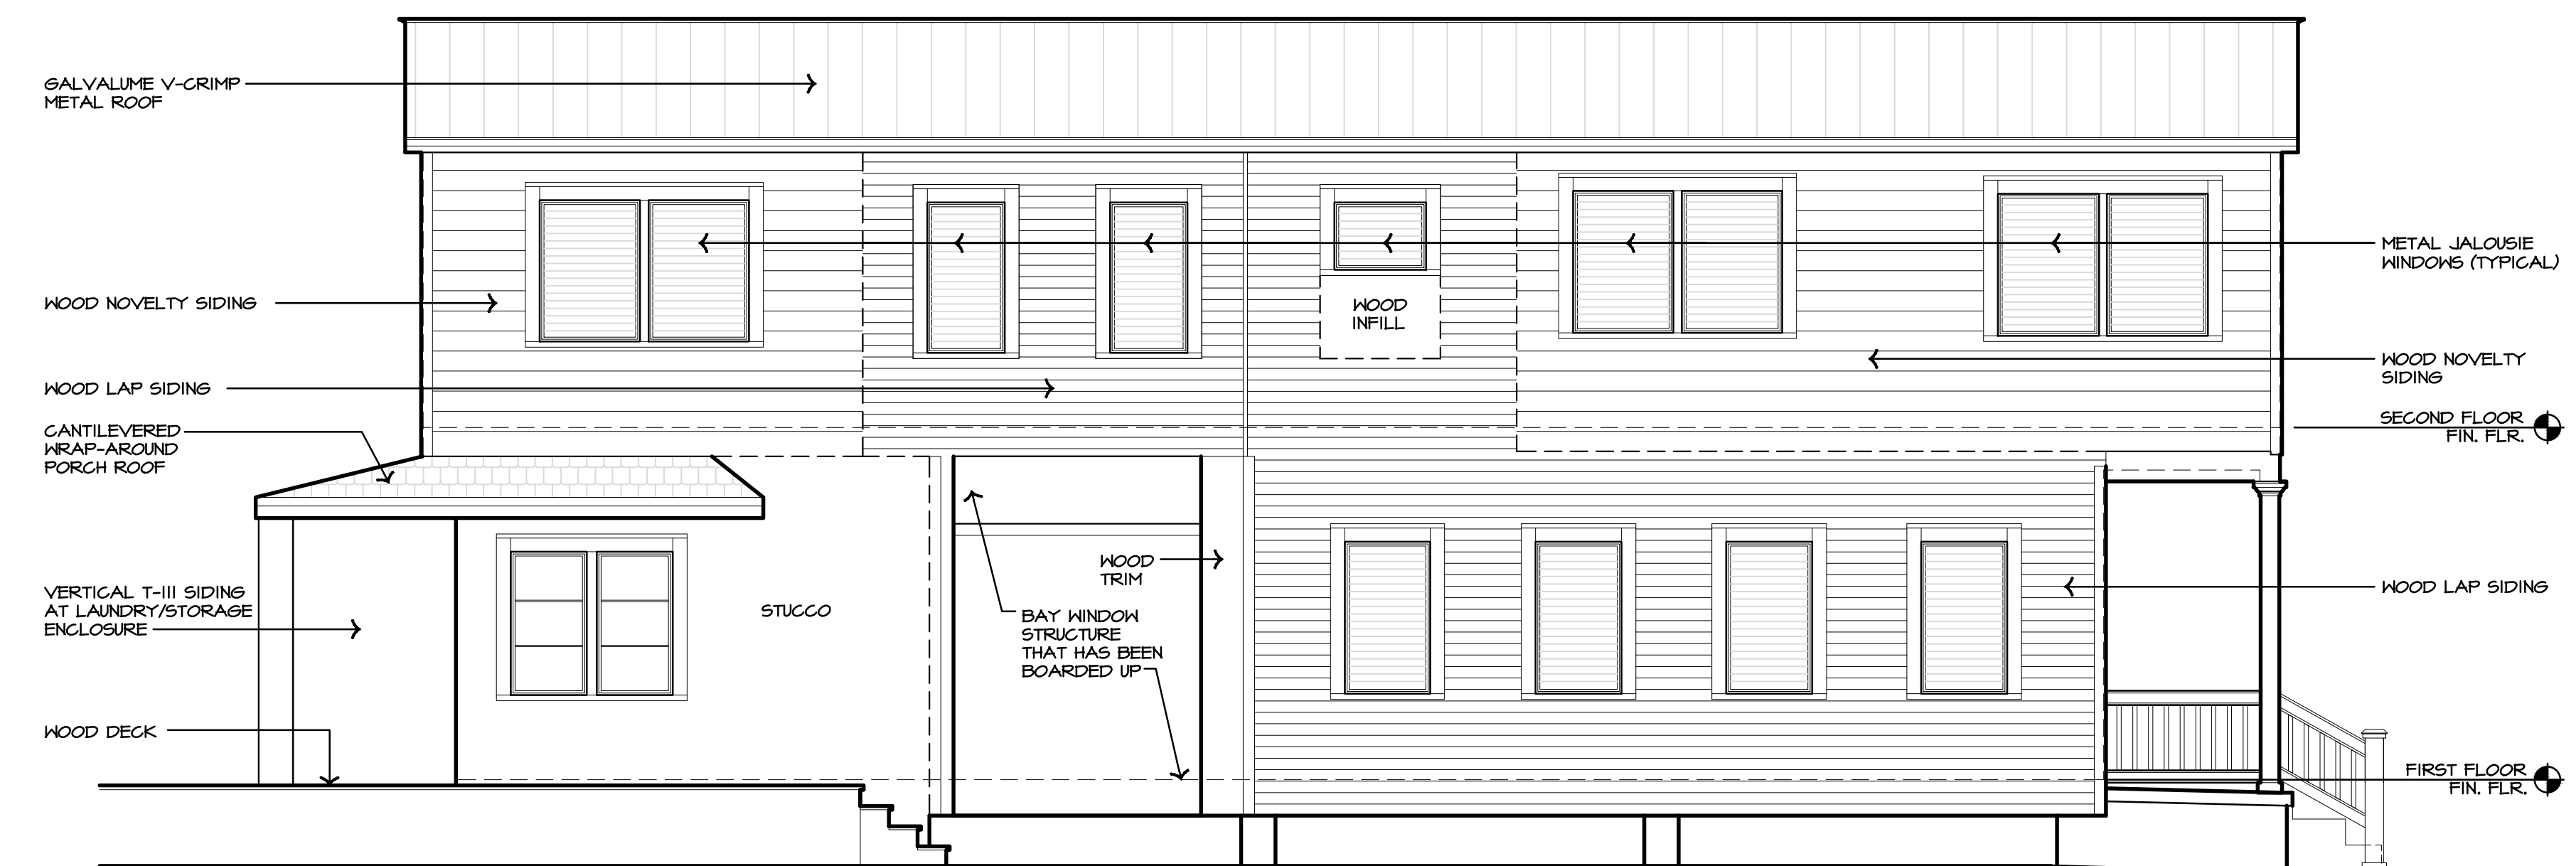 GALVALUME V-CRIMP
METAL ROOF
METAL JALOUSIE
WINDOWS (TYPICAL)
WOOD NOVELTY SIDING
WOOD
INFILL
WOOD NOVELTY
SIDING
WOOD LAP SIDING
SECOND FLOOR
FIN. FLR.
CANTILEVERED
WRAP-AROUND
PORCH ROOF
WOOD
TRIM
VERTICAL T-111 SIDING
AT LAUNDRY/STORAGE
ENCLOSURE
STUCCO
BAY WINDOW
STRUCTURE
THAT HAS BEEN
BOARDED UP
WOOD LAP SIDING
WOOD DECK
FIRST FLOOR
FIN. FLR.